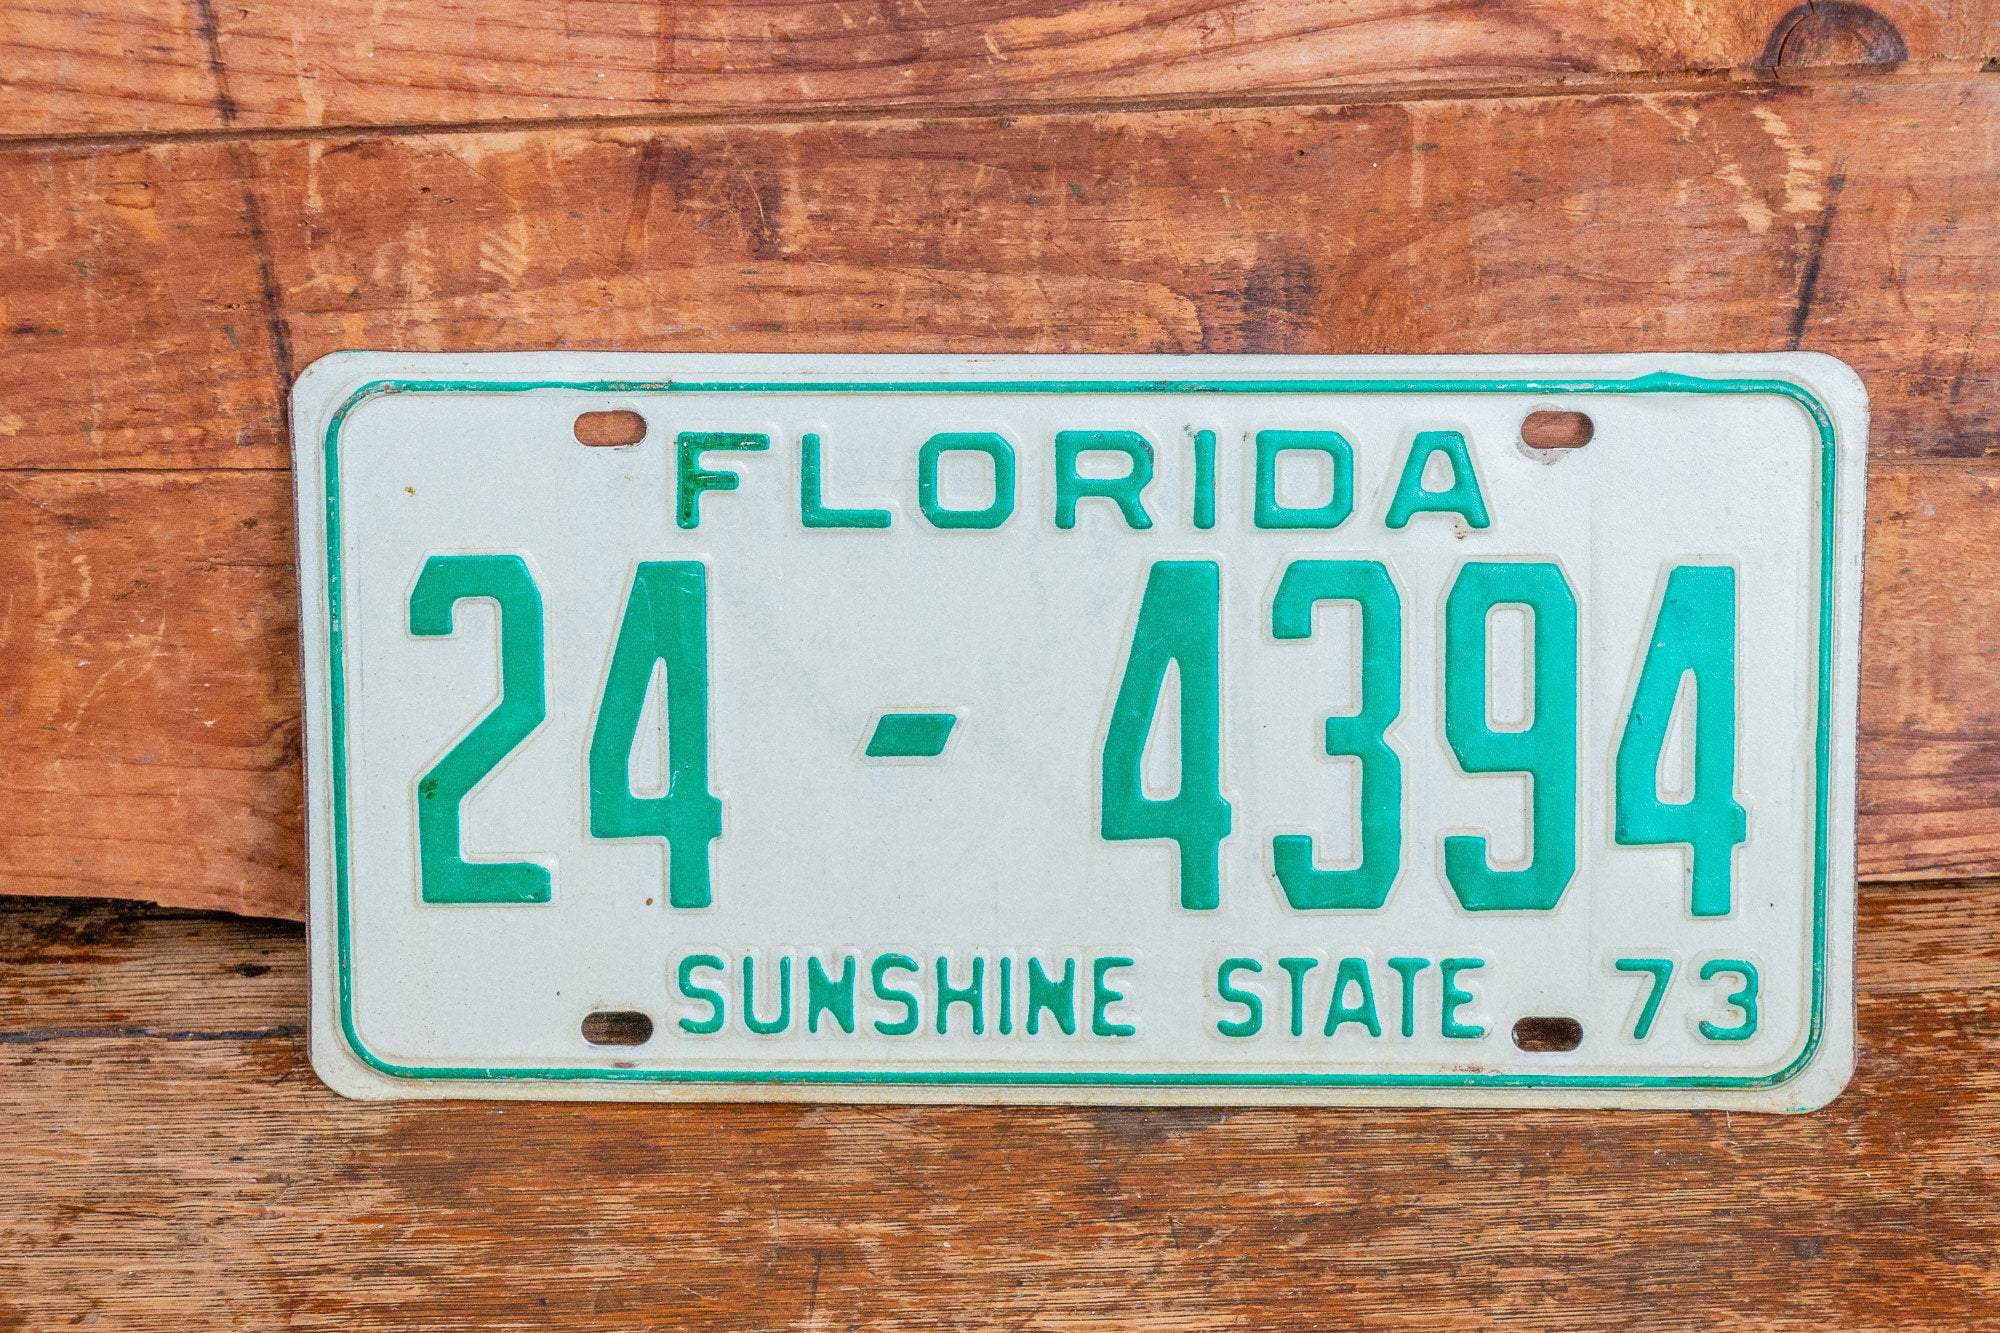 FLORIDA
24-4394
SUNSHINE STATE 73